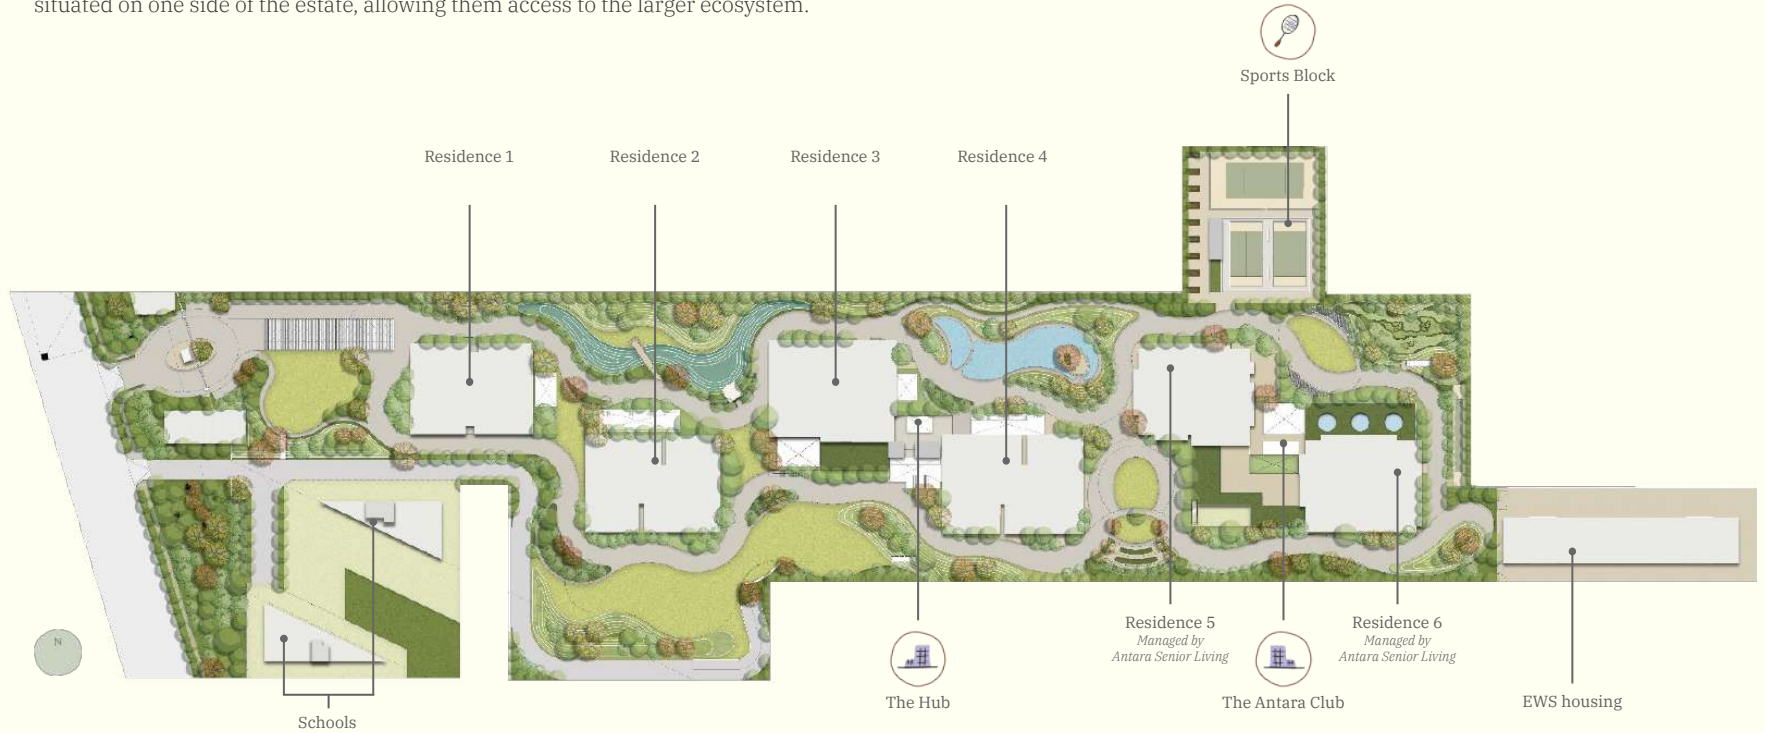 situated on one side of the estate, allowing them access to the larger ecosystem.
Sports Block
Residence 1
Residence 2
Residence 3
Residence 4
N
Residence 5
Managed by
Antara Senior Living
Residence 6
Managed by
Antara Senior Living
The Hub
The Antara Club
EWS housing
Schools